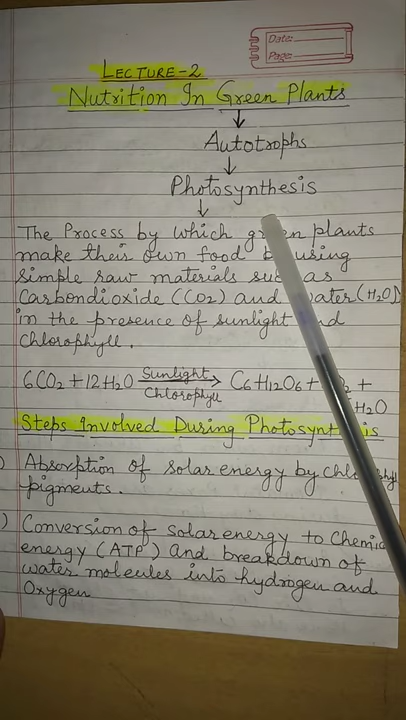 Date:
Page:
LECTURE-2
Nutrition In Green Plants
Autotrophs
Photosynthesis
The Process by which plants
make their own food using
Simple raw materials as
Carbondioxide (CO2) and (H2O)
in the presence of sunlight
Chlorophyll.
6CO2 + 12H2O Sunlight Chlorophyll C6H12O6 + +
H2O
Steps Involved During
Absorption of solar energy by
pigments.
) Conversion of solar energy to
energy (ATP) and breakdown of
water molecules into hydrogen and
Oxygen